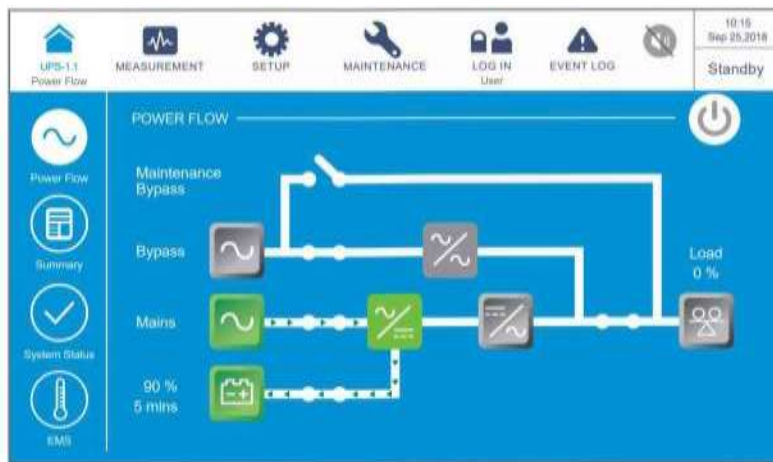 UPS-1.1
Power Flow
MEASUREMENT
SETUP
MAINTENANCE
LOG IN
User
EVENT LOG
10:15
Sep 25,2018
Standby
POWER FLOW
Power Flow
Summary
System Status
EMS
Maintenance
Bypass
Bypass
Load
0 %
Mains
90 %
5 mins